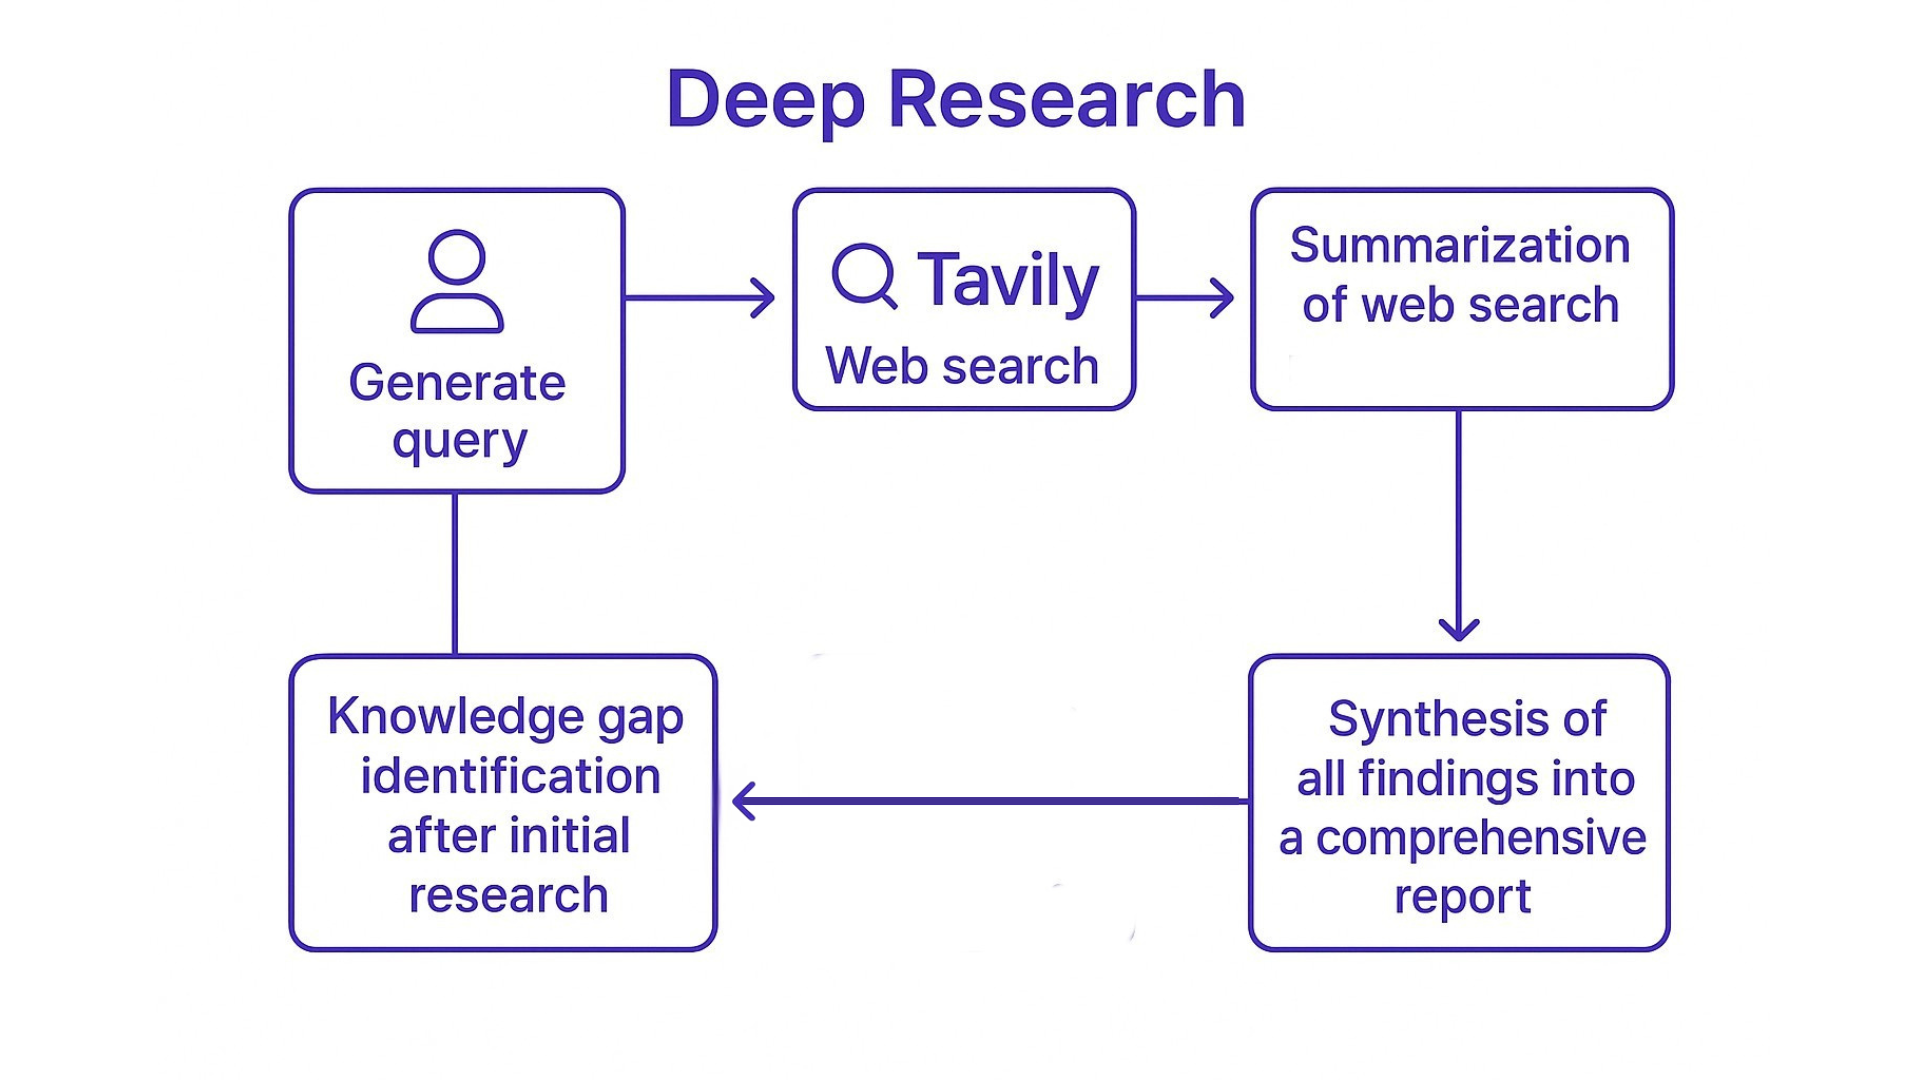 Deep Research
Generate
query
Tavily
Web search
Summarization
of web search
Synthesis of
all findings into
a comprehensive
report
Knowledge gap
identification
after initial
research